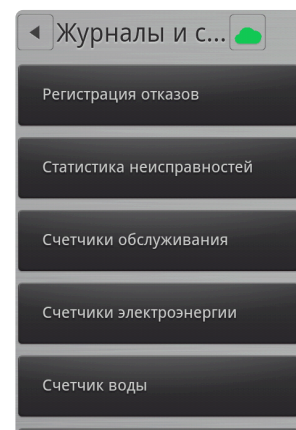 Журналы и с...
Регистрация отказов
Статистика неисправностей
Счетчики обслуживания
Счетчики электроэнергии
Счетчик воды